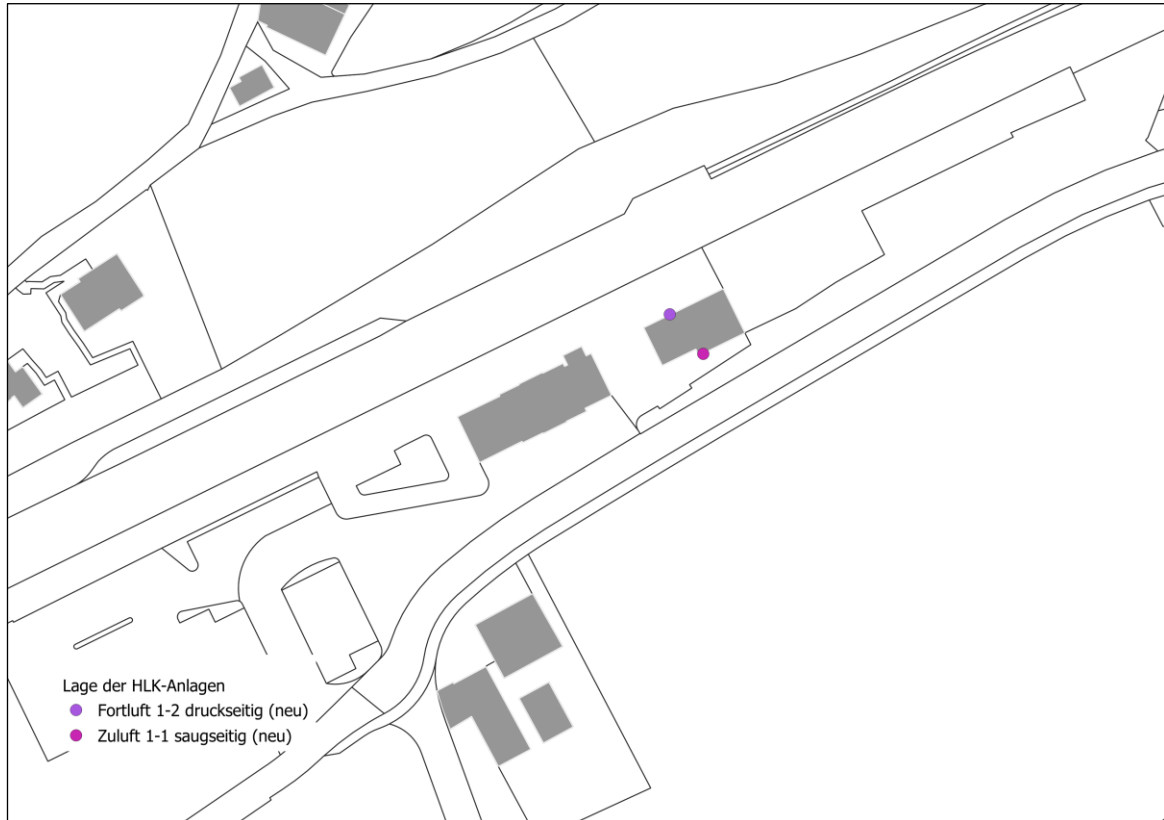 Lage der HLK-Anlagen
Fortluft 1-2 druckseitig (neu)
Zuluft 1-1 saugseitig (neu)